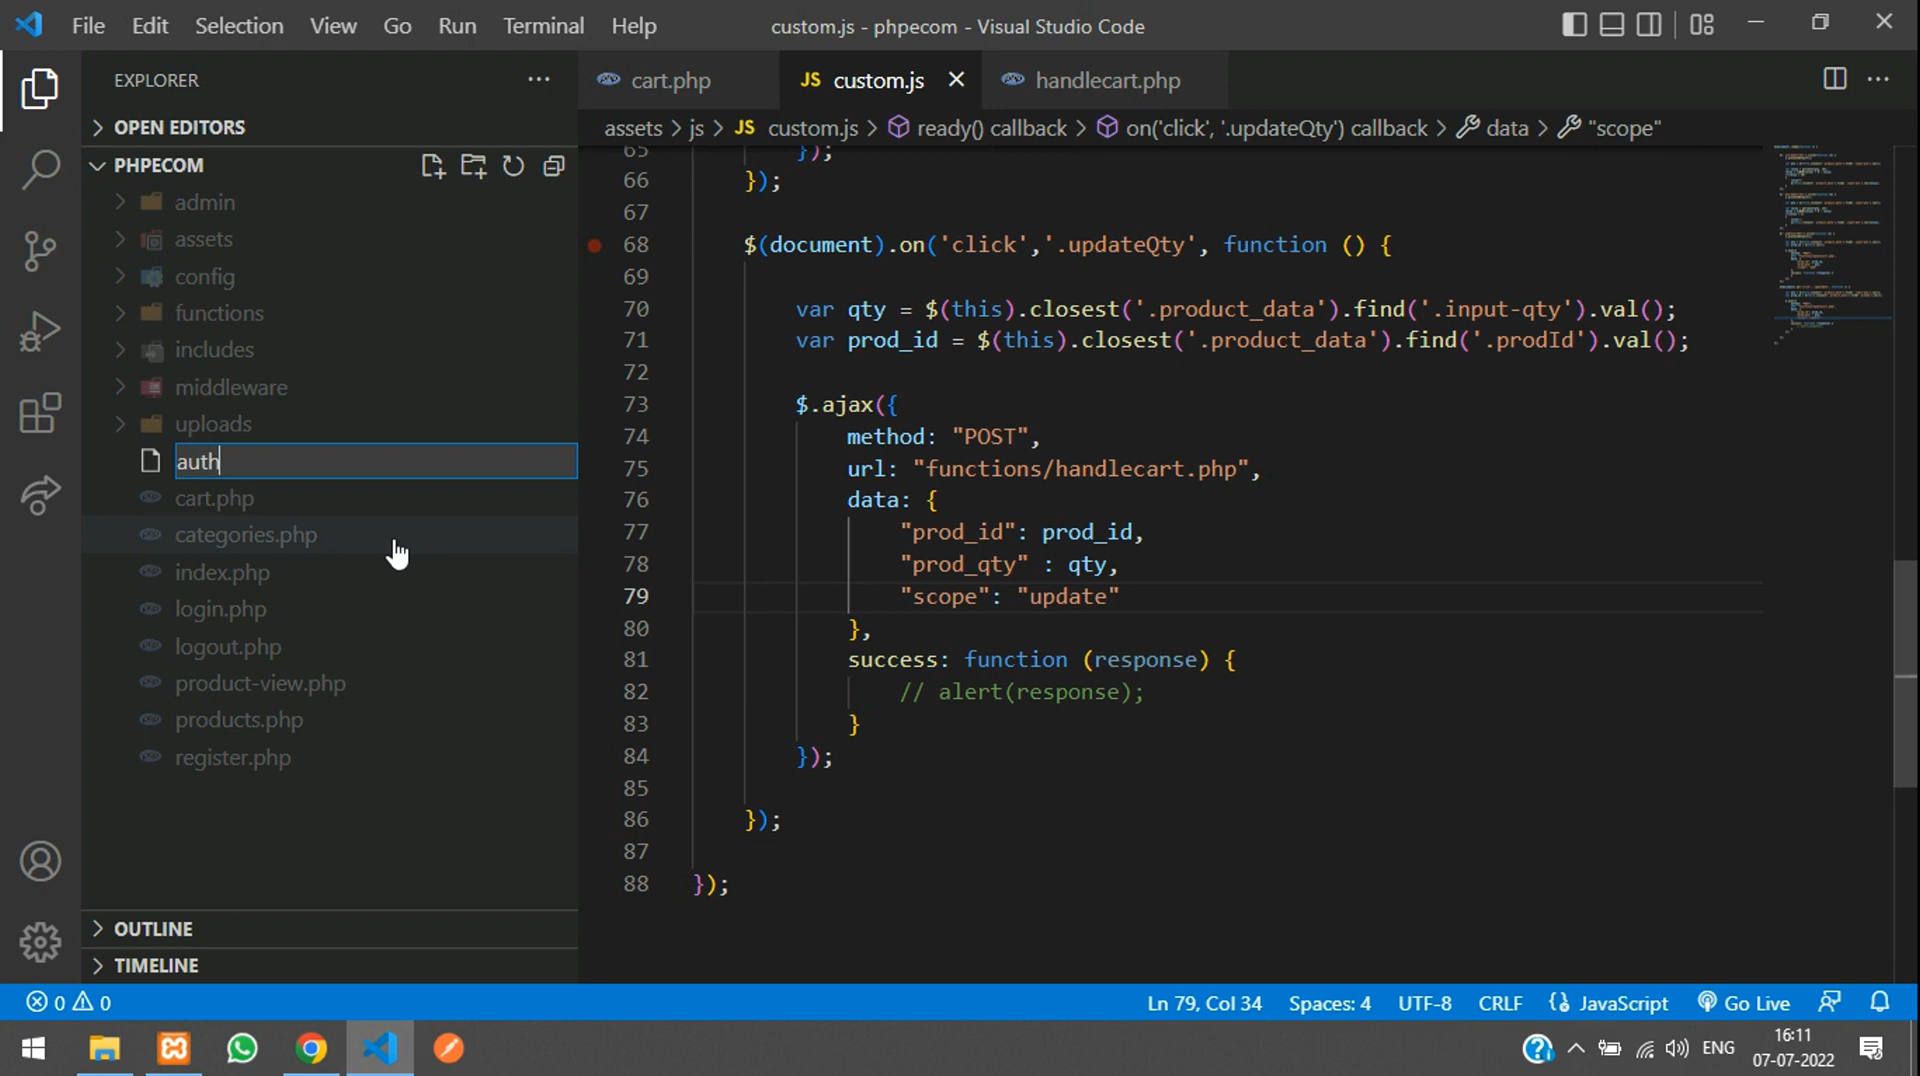 File Edit Selection View Go Run Terminal Help custom.js - phpecom - Visual Studio Code
EXPLORER
OPEN EDITORS
PHPECOM
admin
assets
config
functions
includes
middleware
uploads
auth
cart.php
categories.php
index.php
login.php
logout.php
product-view.php
products.php
register.php
OUTLINE
TIMELINE
cart.php JS custom.js handlecart.php
assets > js > JS custom.js > ready() callback > on('click', '.updateQty') callback > data > "scope"
65 });
66 });
67
68 $(document).on('click','.updateQty', function () {
69
70 var qty = $(this).closest('.product_data').find('.input-qty').val();
71 var prod_id = $(this).closest('.product_data').find('.prodId').val();
72
73 $.ajax({
74 method: "POST",
75 url: "functions/handlecart.php",
76 data: {
77 "prod_id": prod_id,
78 "prod_qty" : qty,
79 "scope": "update"
80 },
81 success: function (response) {
82 // alert(response);
83 }
84 });
85
86 });
87
88 });
0 0 Ln 79, Col 34 Spaces: 4 UTF-8 CRLF JavaScript Go Live
ENG 16:11
07-07-2022